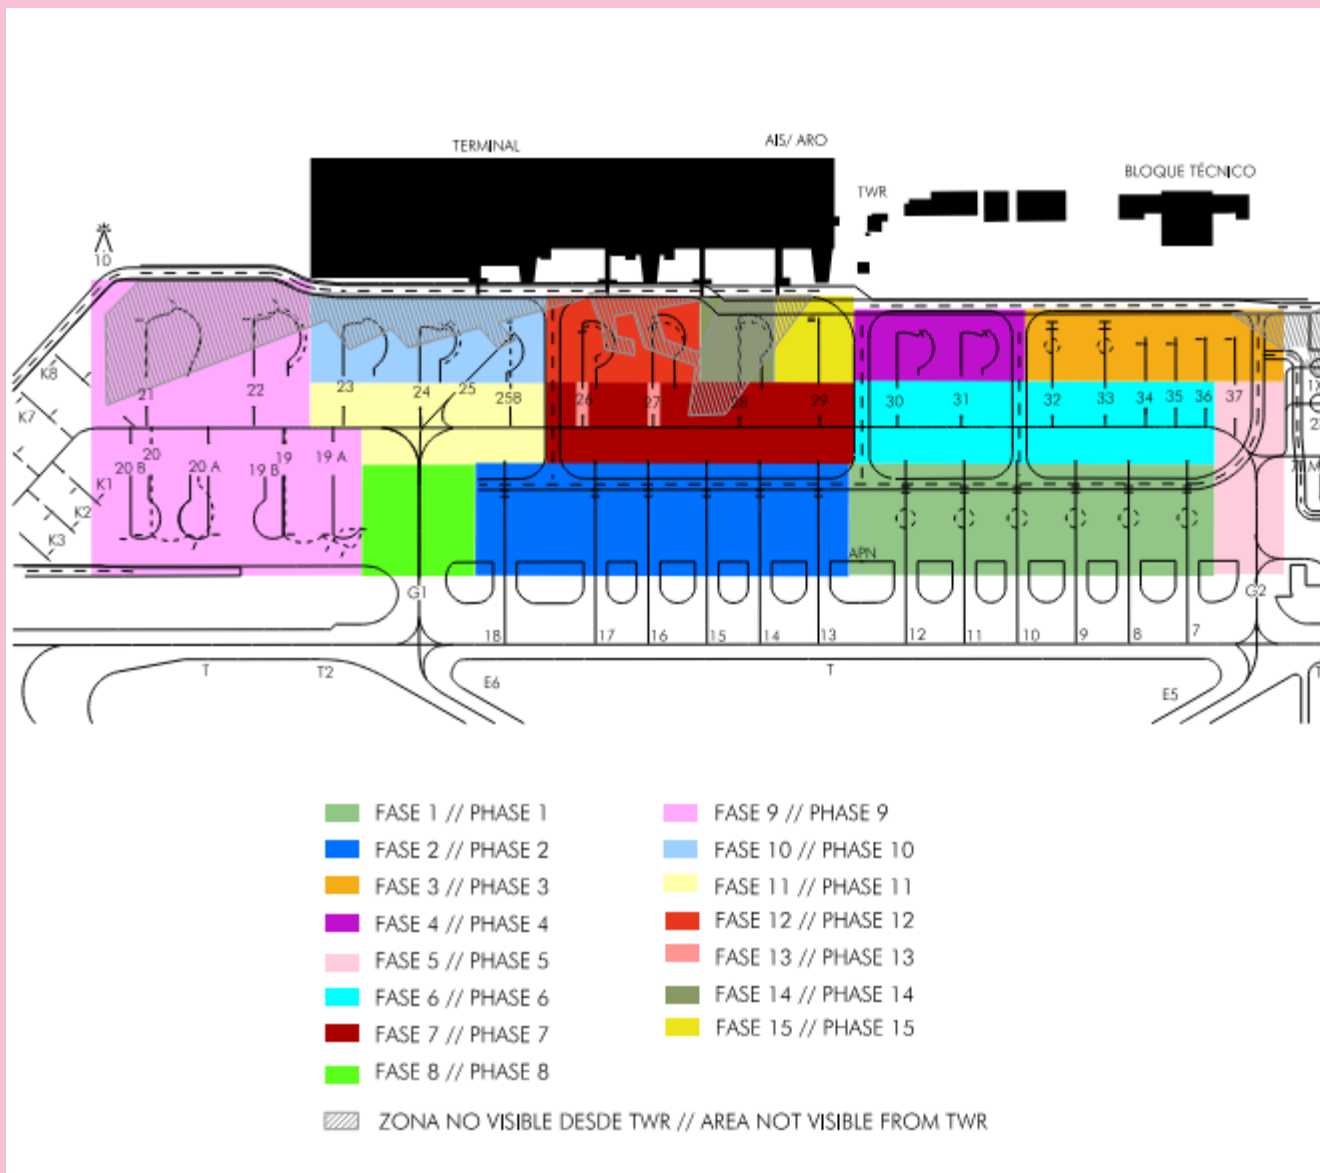 TERMINAL
AIS/ ARO
TWR
BLOQUE TÉCNICO
10
K8
K7
K1
K2
K3
21
22
23
24
25
25B
26
27
28
29
30
31
32
33
34
35
36
37
20 B
20
20 A
19 B
19
19 A
APN
G1
G2
18
17
16
15
14
13
12
11
10
9
8
7
T
T2
E6
T
E5
FASE 1 // PHASE 1
FASE 2 // PHASE 2
FASE 3 // PHASE 3
FASE 4 // PHASE 4
FASE 5 // PHASE 5
FASE 6 // PHASE 6
FASE 7 // PHASE 7
FASE 8 // PHASE 8
FASE 9 // PHASE 9
FASE 10 // PHASE 10
FASE 11 // PHASE 11
FASE 12 // PHASE 12
FASE 13 // PHASE 13
FASE 14 // PHASE 14
FASE 15 // PHASE 15
ZONA NO VISIBLE DESDE TWR // AREA NOT VISIBLE FROM TWR